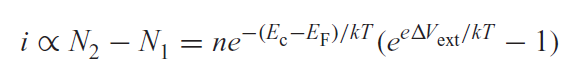 i ∝ N₂ − N₁ = ne^{−(E_c−E_F)/kT} (e^{eΔV_ext/kT} − 1)